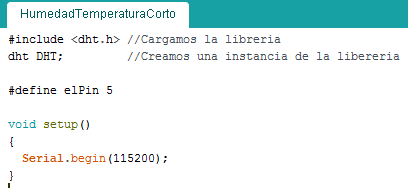 HumedadTemperaturaCorto
#include <dht.h> //Cargamos la libreria
dht DHT; //Creamos una instancia de la libereria
#define elPin 5
void setup()
{
Serial.begin(115200);
}